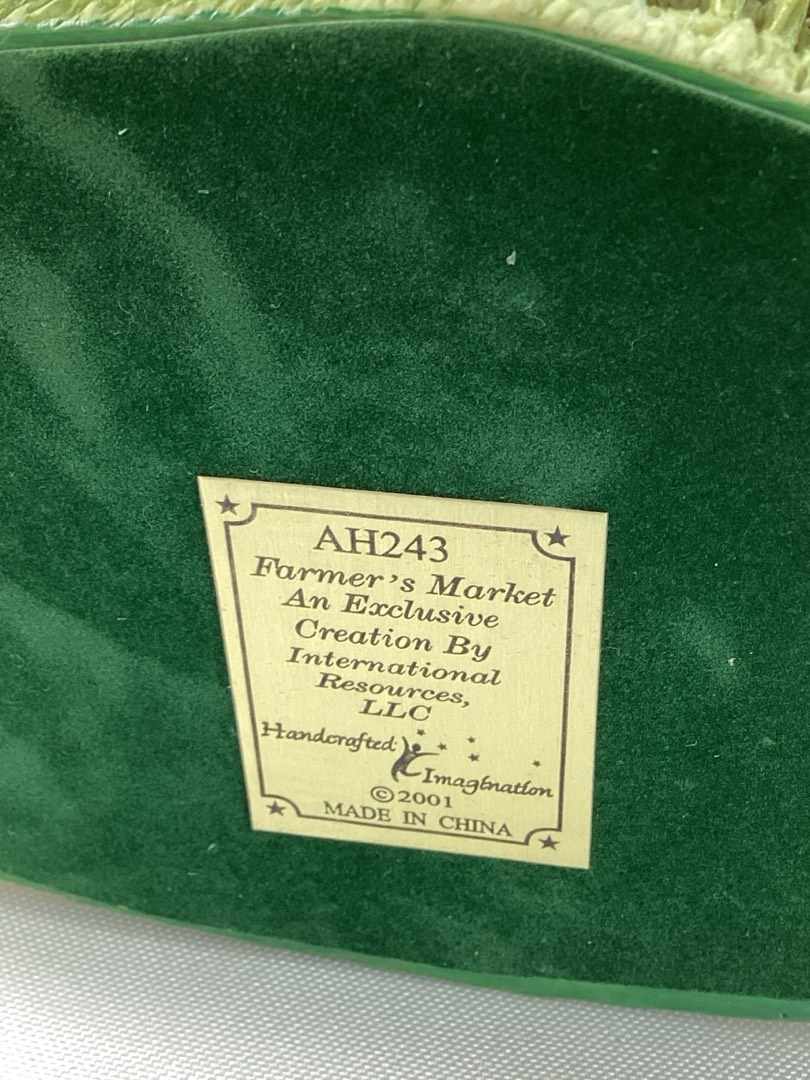 AH243
Farmer's Market
An Exclusive
Creation By
International
Resources,
LLC
Handcrafted
Imagination
©2001
MADE IN CHINA